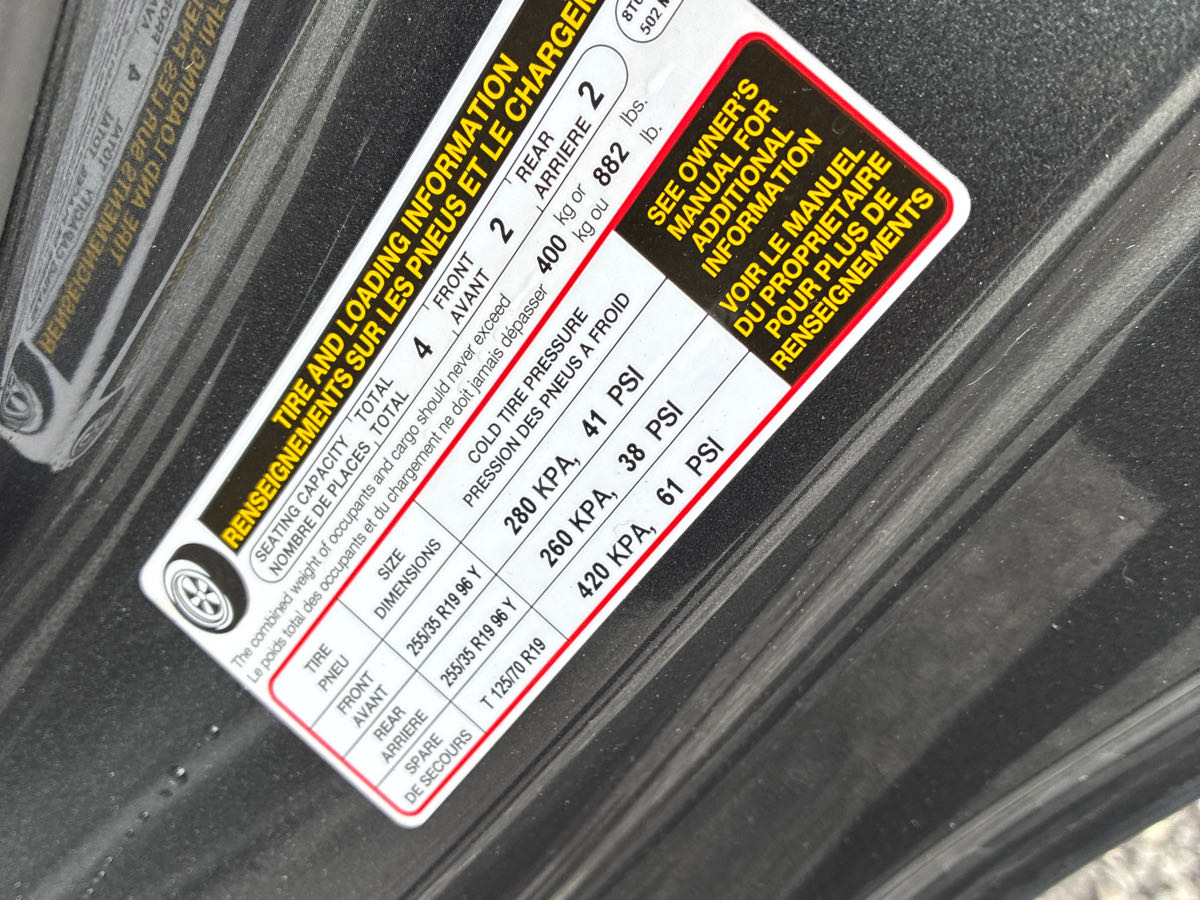 TIRE AND LOADING INFORMATION
RENSEIGNEMENTS SUR LES PNEUS ET LE
SEATING CAPACITY TOTAL 4 FRONT 2 REAR 2
NOMBRE DE PLACES TOTAL AVANT ARRIERE
The combined weight of occupants and cargo should never exceed 400 kg or 882 lbs.
Le poids total des occupants et du chargement ne doit jamais dépasser kg ou lb.
TIRE SIZE COLD TIRE PRESSURE
PNEU DIMENSIONS PRESSION DES PNEUS A FROID
FRONT 255/35 R19 96 Y 280 KPA, 41 PSI
AVANT
REAR 255/35 R19 96 Y 260 KPA, 38 PSI
ARRIERE
SPARE T 125/70 R19 420 KPA, 61 PSI
DE SECOURS
SEE OWNER'S
MANUAL FOR
ADDITIONAL
INFORMATION
VOIR LE MANUEL
DU PROPRIETAIRE
POUR PLUS DE
RENSEIGNEMENTS